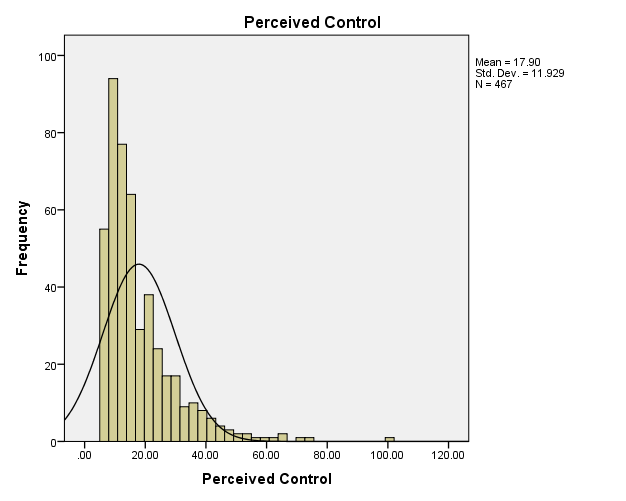 Perceived Control
Mean = 17.90
Std. Dev. = 11.929
N = 467
Frequency
100
80
60
40
20
0
.00 20.00 40.00 60.00 80.00 100.00 120.00
Perceived Control